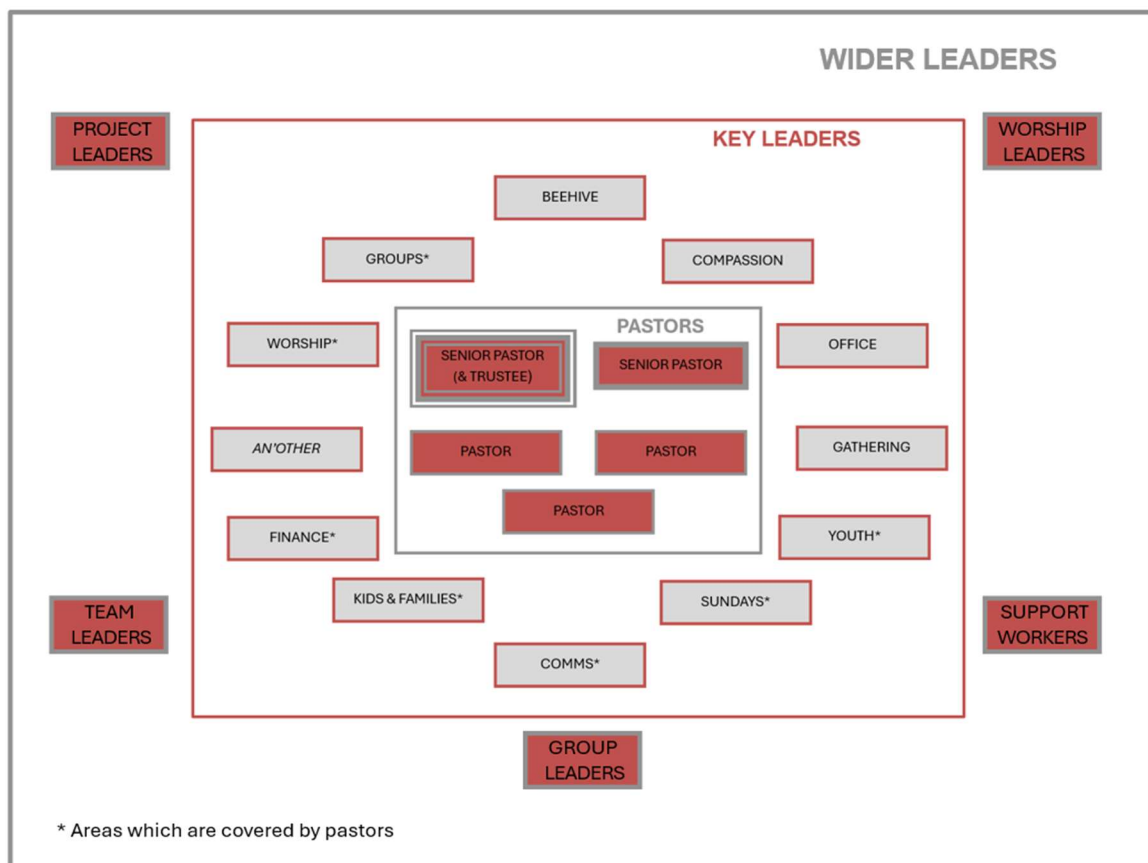 WIDER LEADERS
PROJECT
LEADERS
WORSHIP
LEADERS
KEY LEADERS
BEEHIVE
GROUPS*
COMPASSION
PASTORS
WORSHIP*
SENIOR PASTOR
(& TRUSTEE)
SENIOR PASTOR
OFFICE
AN'OTHER
PASTOR
PASTOR
GATHERING
PASTOR
FINANCE*
YOUTH*
KIDS & FAMILIES*
SUNDAYS*
TEAM
LEADERS
SUPPORT
WORKERS
COMMS*
GROUP
LEADERS
* Areas which are covered by pastors